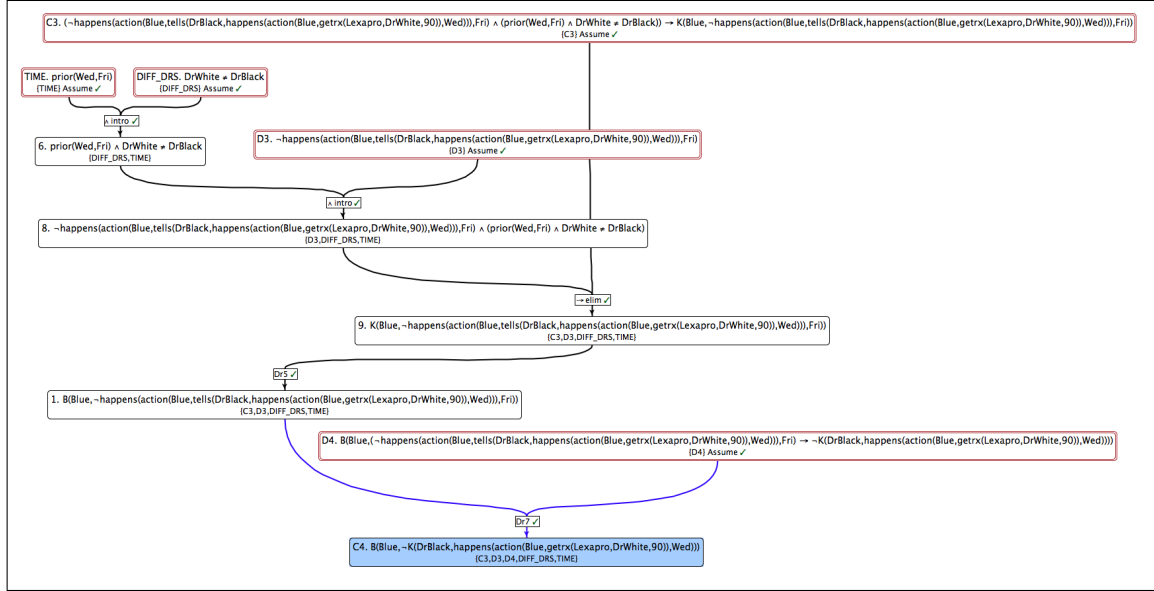 C3. (¬happens(action(Blue,tells(DrBlack,happens(action(Blue,getrx(Lexapro,DrWhite,90)),Wed))),Fri) ∧ (prior(Wed,Fri) ∧ DrWhite ≠ DrBlack)) → K(Blue,¬happens(action(Blue,tells(DrBlack,happens(action(Blue,getrx(Lexapro,DrWhite,90)),Wed))),Fri))
{C3} Assume ✓
TIME. prior(Wed,Fri)
{TIME} Assume ✓
DIFF_DRS. DrWhite ≠ DrBlack
{DIFF_DRS} Assume ✓
∧ intro ✓
6. prior(Wed,Fri) ∧ DrWhite ≠ DrBlack
{DIFF_DRS,TIME}
D3. ¬happens(action(Blue,tells(DrBlack,happens(action(Blue,getrx(Lexapro,DrWhite,90)),Wed))),Fri)
{D3} Assume ✓
∧ intro ✓
8. ¬happens(action(Blue,tells(DrBlack,happens(action(Blue,getrx(Lexapro,DrWhite,90)),Wed))),Fri) ∧ (prior(Wed,Fri) ∧ DrWhite ≠ DrBlack)
{D3,DIFF_DRS,TIME}
→ elim ✓
9. K(Blue,¬happens(action(Blue,tells(DrBlack,happens(action(Blue,getrx(Lexapro,DrWhite,90)),Wed))),Fri))
{C3,D3,DIFF_DRS,TIME}
Dr5 ✓
1. B(Blue,¬happens(action(Blue,tells(DrBlack,happens(action(Blue,getrx(Lexapro,DrWhite,90)),Wed))),Fri))
{C3,D3,DIFF_DRS,TIME}
D4. B(Blue,(¬happens(action(Blue,tells(DrBlack,happens(action(Blue,getrx(Lexapro,DrWhite,90)),Wed))),Fri) → ¬K(DrBlack,happens(action(Blue,getrx(Lexapro,DrWhite,90)),Wed))))
{D4} Assume ✓
Dr7 ✓
C4. B(Blue,¬K(DrBlack,happens(action(Blue,getrx(Lexapro,DrWhite,90)),Wed)))
{C3,D3,D4,DIFF_DRS,TIME}